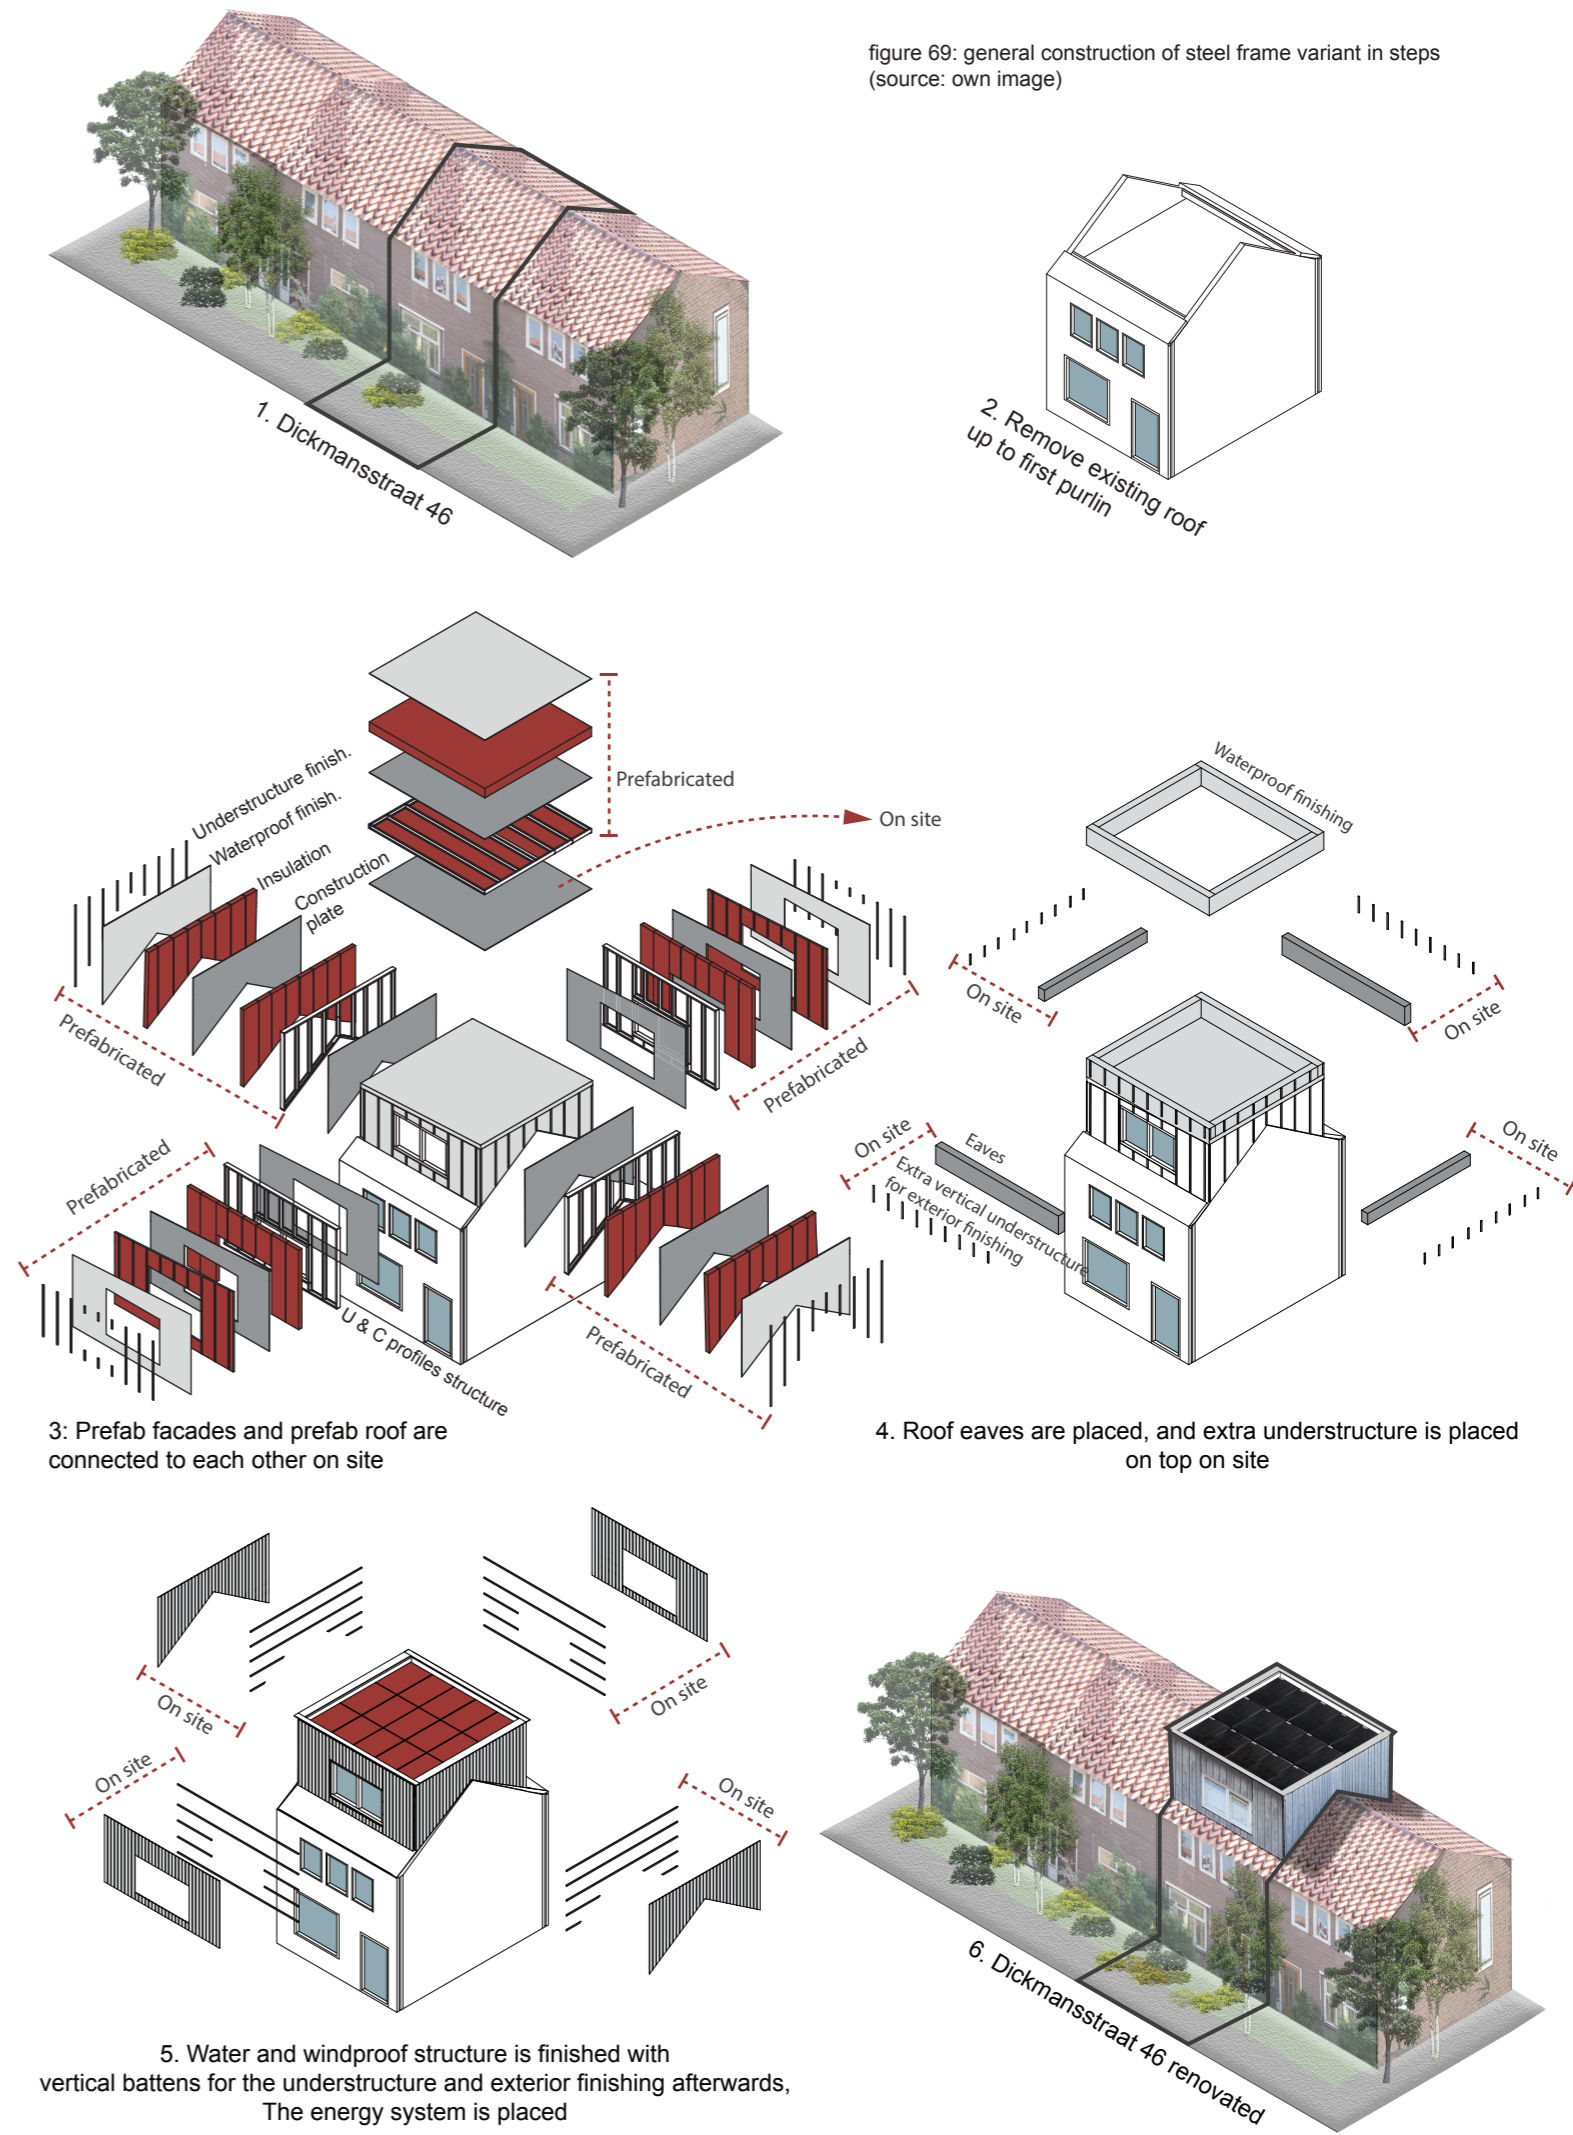 figure 69: general construction of steel frame variant in steps
(source: own image)
1. Dickmansstraat 46
2. Remove existing roof
up to first purlin
Prefabricated
On site
Understructure finish.
Waterproof finish.
Insulation
Construction
plate
Prefabricated
Prefabricated
Prefabricated
Prefabricated
U & C profiles structure
3: Prefab facades and prefab roof are
connected to each other on site
Waterproof finishing
On site
On site
On site
Eaves
Extra vertical understructure
for exterior finishing
On site
4. Roof eaves are placed, and extra understructure is placed
on top on site
On site
On site
On site
On site
5. Water and windproof structure is finished with
vertical battens for the understructure and exterior finishing afterwards,
The energy system is placed
6. Dickmansstraat 46 renovated